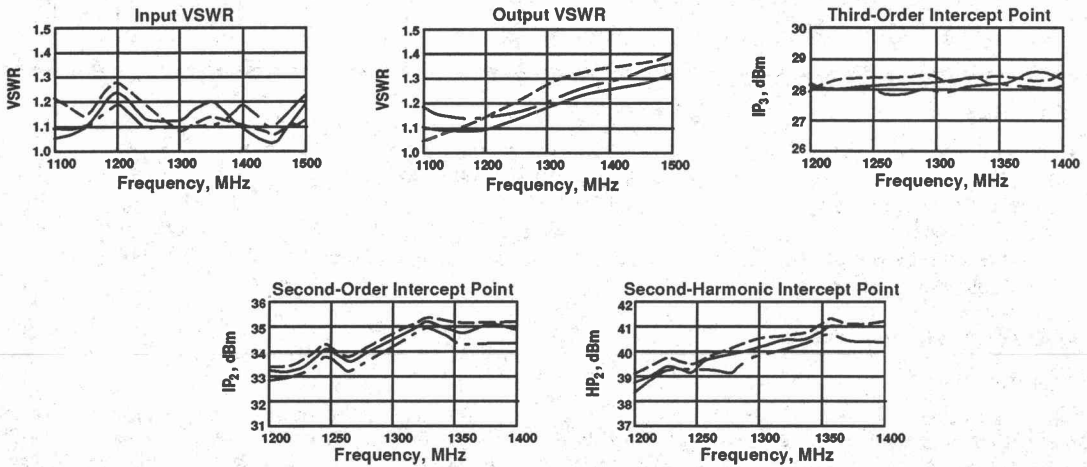 Input VSWR
VSWR
1.5
1.4
1.3
1.2
1.1
1.0
1100 1200 1300 1400 1500
Frequency, MHz
Output VSWR
VSWR
1.5
1.4
1.3
1.2
1.1
1.0
1100 1200 1300 1400 1500
Frequency, MHz
Third-Order Intercept Point
IP3, dBm
30
29
28
27
26
1200 1250 1300 1350 1400
Frequency, MHz
Second-Order Intercept Point
IP2, dBm
36
35
34
33
32
31
1200 1250 1300 1350 1400
Frequency, MHz
Second-Harmonic Intercept Point
HP2, dBm
42
41
40
39
38
37
1200 1250 1300 1350 1400
Frequency, MHz